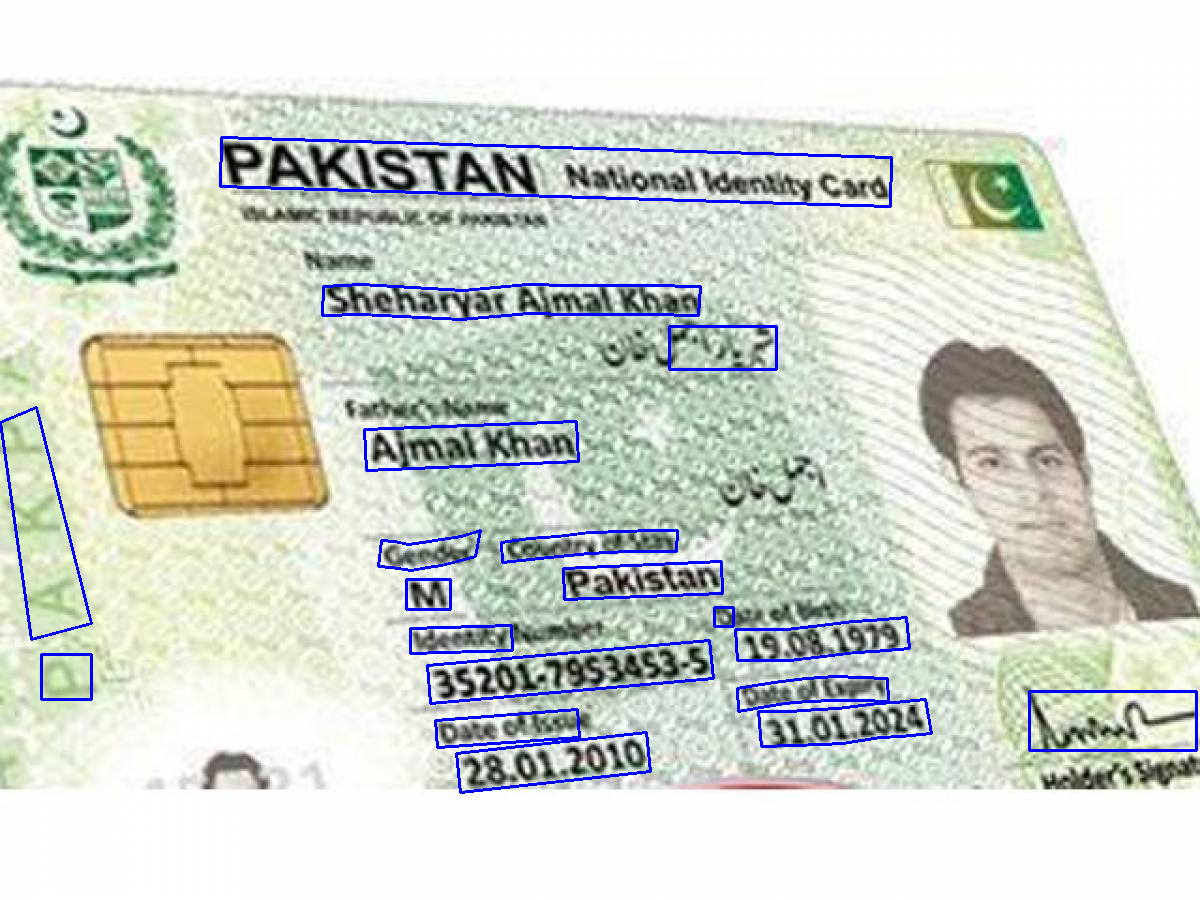 PAKISTAN National Identity Card
ISLAMIC REPUBLIC OF PAKISTAN
Name
Sheharyar Ajmal Khan
شہریار اجمل خان
Father's Name
Ajmal Khan
اجمل خان
Gender Country of Stay
M Pakistan
Identity Number Date of Birth
35201-7953453-5 19.08.1979
Date of Issue Date of Expiry
28.01.2010 31.01.2024
Holder's Signat